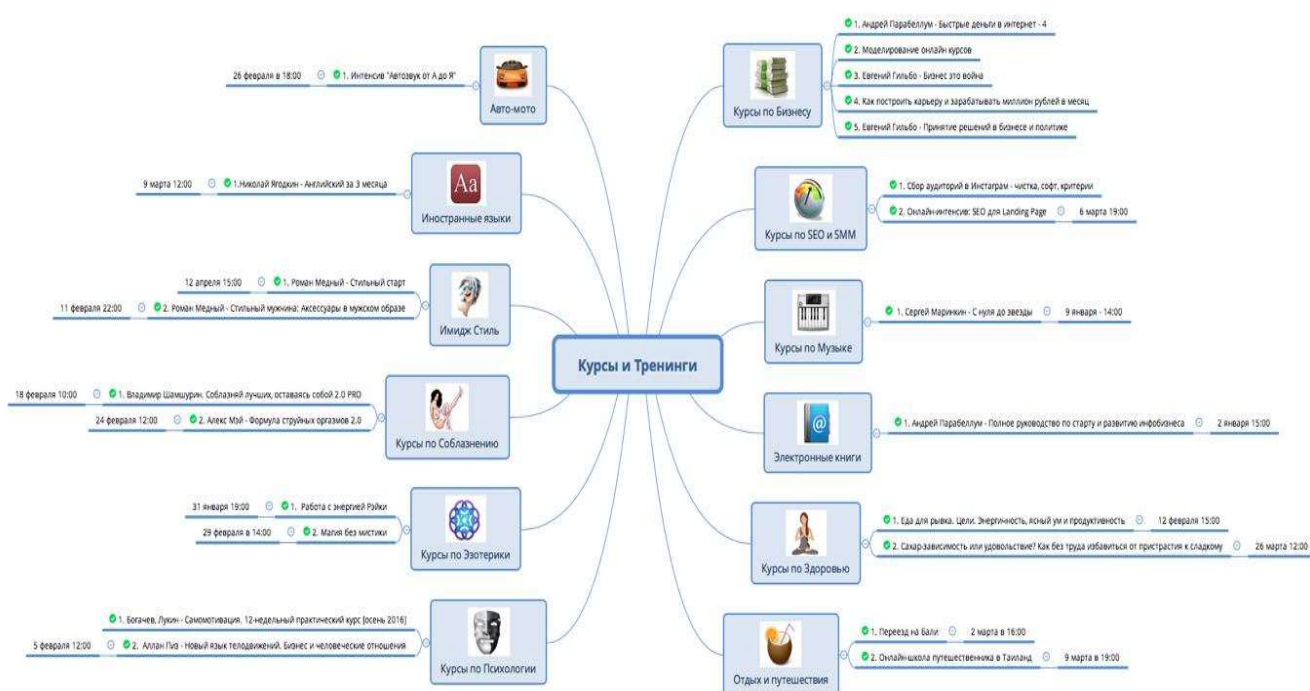 Курсы и Тренинги
Авто-мото
1. Интенсив "Автозвук от А до Я"
26 февраля в 18:00
Иностранные языки
1.Николай Ягодкин - Английский за 3 месяца
9 марта 12:00
Имидж Стиль
1. Роман Медный - Стильный старт
12 апреля 15:00
2. Роман Медный - Стильный мужчина: Аксессуары в мужском образе
11 февраля 22:00
Курсы по Соблазнению
1. Владимир Шамшурин. Соблазняй лучших, оставаясь собой 2.0 PRO
18 февраля 10:00
2. Алекс Мэй - Формула струйных оргазмов 2.0
24 февраля 12:00
Курсы по Эзотерики
1. Работа с энергией Рэйки
31 января 19:00
2. Магия без мистики
29 февраля в 14:00
Курсы по Психологии
1. Богачев, Лукин - Самомотивация. 12-недельный практический курс (осень 2016)
2. Аллан Пиз - Новый язык телодвижений. Бизнес и человеческие отношения
5 февраля 12:00
Курсы по Бизнесу
1. Андрей Парабеллум - Быстрые деньги в интернет - 4
2. Моделирование онлайн курсов
3. Евгений Гильбо - Бизнес это война
4. Как построить карьеру и зарабатывать миллион рублей в месяц
5. Евгений Гильбо - Принятие решений в бизнесе и политике
Курсы по SEO и SMM
1. Сбор аудиторий в Инстаграм - чистка, софт, критерии
2. Онлайн-интенсив: SEO для Landing Page
6 марта 19:00
Курсы по Музыке
1. Сергей Маринкин - С нуля до звезды
9 января - 14:00
Электронные книги
1. Андрей Парабеллум - Полное руководство по старту и развитию инфобизнеса
2 января 15:00
Курсы по Здоровью
1. Еда для рывка. Цели. Энергичность, ясный ум и продуктивность
12 февраля 15:00
2. Сахар-зависимость или удовольствие? Как без труда избавиться от пристрастия к сладкому
26 марта 12:00
Отдых и путешествия
1. Переезд на Бали
2 марта в 16:00
2. Онлайн-школа путешественника в Таиланд
9 марта в 19:00
Aa
@